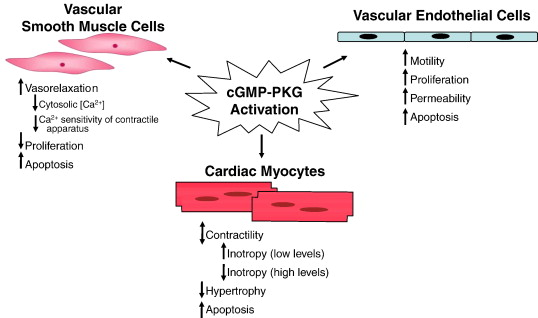 Vascular
Smooth Muscle Cells
Vasorelaxation
Cytosolic [Ca²⁺]
Ca²⁺ sensitivity of contractile
apparatus
Proliferation
Apoptosis
cGMP-PKG
Activation
Vascular Endothelial Cells
Motility
Proliferation
Permeability
Apoptosis
Cardiac Myocytes
Contractility
Inotropy (low levels)
Inotropy (high levels)
Hypertrophy
Apoptosis